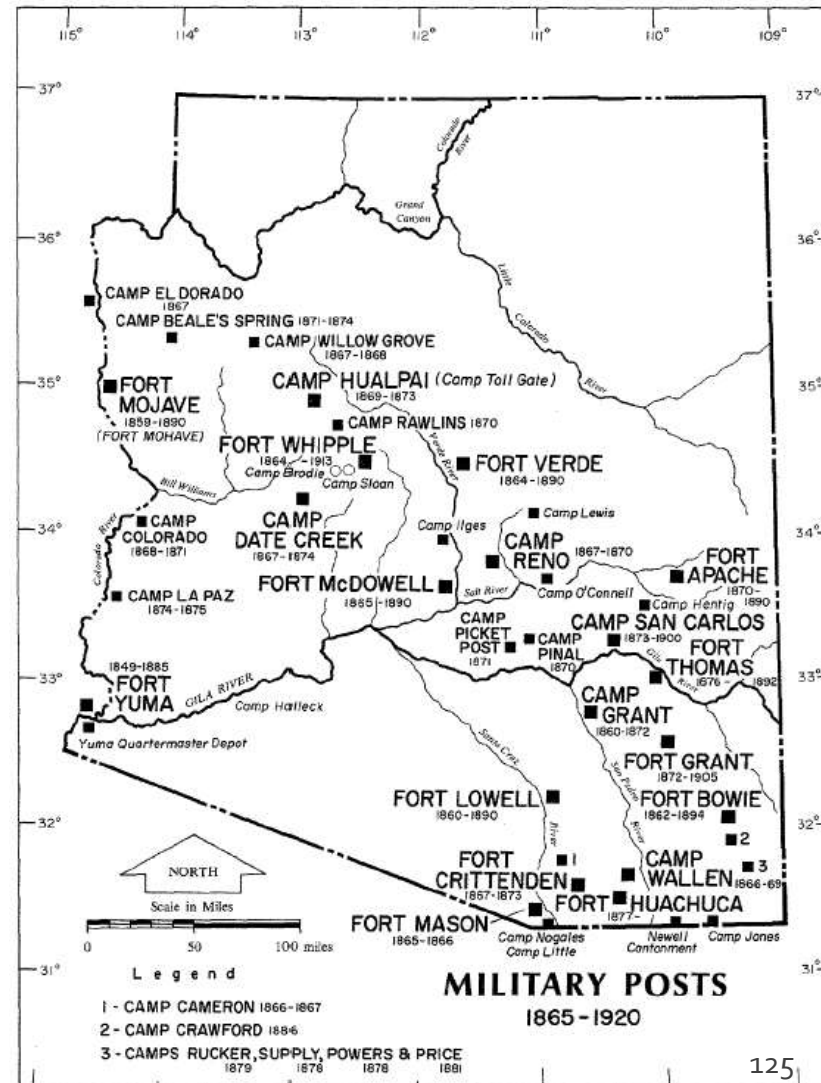 115° 114° 113° 112° 111° 110° 109°
37° 37°
Colorado
River
Grand
Canyon
36° 36°
Little
Colorado
River
CAMP EL DORADO
1867
CAMP BEALE'S SPRING 1871-1874
CAMP WILLOW GROVE
1867-1868
35° 35°
FORT
MOJAVE
1859-1890
(FORT MOHAVE)
CAMP HUALPAI (Camp Toll Gate)
1869-1873
CAMP RAWLINS 1870
Verde River
FORT WHIPPLE
1864 - 1913
Camp Brodie
Camp Sloan
FORT VERDE
1864-1890
Bill Williams
34° 34°
Colorado River
CAMP
COLORADO
1868-1871
CAMP
DATE CREEK
1867-1874
Camp Ilges
Camp Lewis
CAMP
RENO
1867-1870
FORT
APACHE
1870-
1890
CAMP LA PAZ
1874-1875
FORT McDOWELL
1865-1890
Salt River
Camp O'Connell
Camp Hentig
CAMP
PICKET
POST
1871
CAMP
PINAL
1870
CAMP SAN CARLOS
1873-1900
FORT
THOMAS
1876- 1892
Gila
River
33° 33°
1849-1885
FORT
YUMA
GILA RIVER
Camp Halleck
Yuma Quartermaster Depot
CAMP
GRANT
1860-1872
Santa Cruz
River
San Pedro
River
FORT GRANT
1872-1905
32° 32°
FORT LOWELL
1860-1890
FORT BOWIE
1862-1894
2
1
3
FORT
CRITTENDEN
1867-1873
CAMP
WALLEN
1866-69
FORT HUACHUCA
1877-
FORT MASON
1865-1866
Camp Nogales
Camp Little
Newell
Cantonment
Camp Jones
31° 31°
NORTH
Scale in Miles
0 50 100 miles
Legend
1 - CAMP CAMERON 1866-1867
2 - CAMP CRAWFORD 1886
3 - CAMPS RUCKER, SUPPLY, POWERS & PRICE
1879 1878 1878 1881
MILITARY POSTS
1865-1920
125